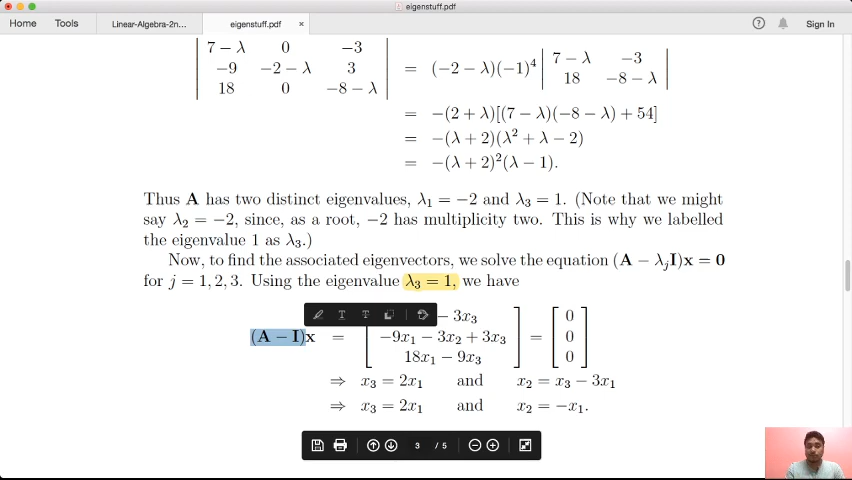 eigenstuff.pdf
Home Tools Linear-Algebra-2n... eigenstuff.pdf × Sign In
| 7 − λ 0 −3 |
| −9 −2 − λ 3 | = (−2 − λ)(−1)⁴ | 7 − λ −3 |
| 18 0 −8 − λ | | 18 −8 − λ |
= −(2 + λ)[(7 − λ)(−8 − λ) + 54]
= −(λ + 2)(λ² + λ − 2)
= −(λ + 2)²(λ − 1).
Thus A has two distinct eigenvalues, λ₁ = −2 and λ₃ = 1. (Note that we might
say λ₂ = −2, since, as a root, −2 has multiplicity two. This is why we labelled
the eigenvalue 1 as λ₃.)
Now, to find the associated eigenvectors, we solve the equation (A − λⱼI)x = 0
for j = 1, 2, 3. Using the eigenvalue λ₃ = 1, we have
− 3x₃ 0
(A − I)x = −9x₁ − 3x₂ + 3x₃ = 0
18x₁ − 9x₃ 0
⇒ x₃ = 2x₁ and x₂ = x₃ − 3x₁
⇒ x₃ = 2x₁ and x₂ = −x₁.
3 / 5